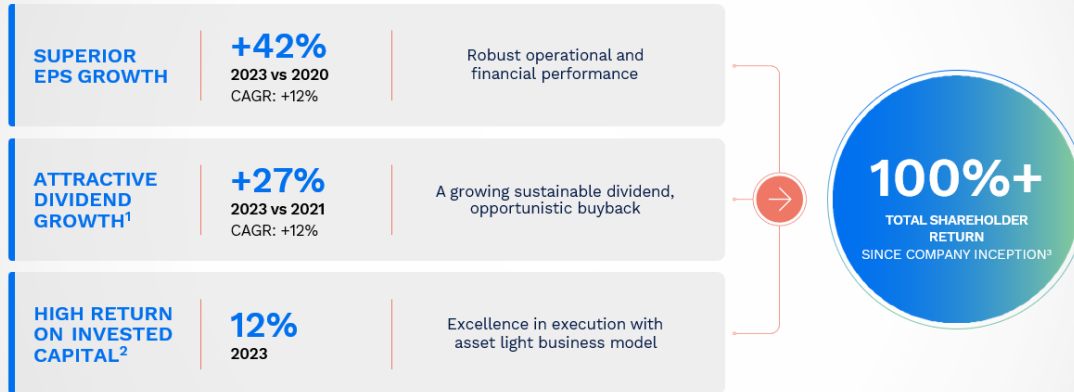 SUPERIOR
EPS GROWTH
+42%
2023 vs 2020
CAGR: +12%
Robust operational and
financial performance
ATTRACTIVE
DIVIDEND
GROWTH¹
+27%
2023 vs 2021
CAGR: +12%
A growing sustainable dividend,
opportunistic buyback
HIGH RETURN
ON INVESTED
CAPITAL²
12%
2023
Excellence in execution with
asset light business model
100%+
TOTAL SHAREHOLDER
RETURN
SINCE COMPANY INCEPTION³